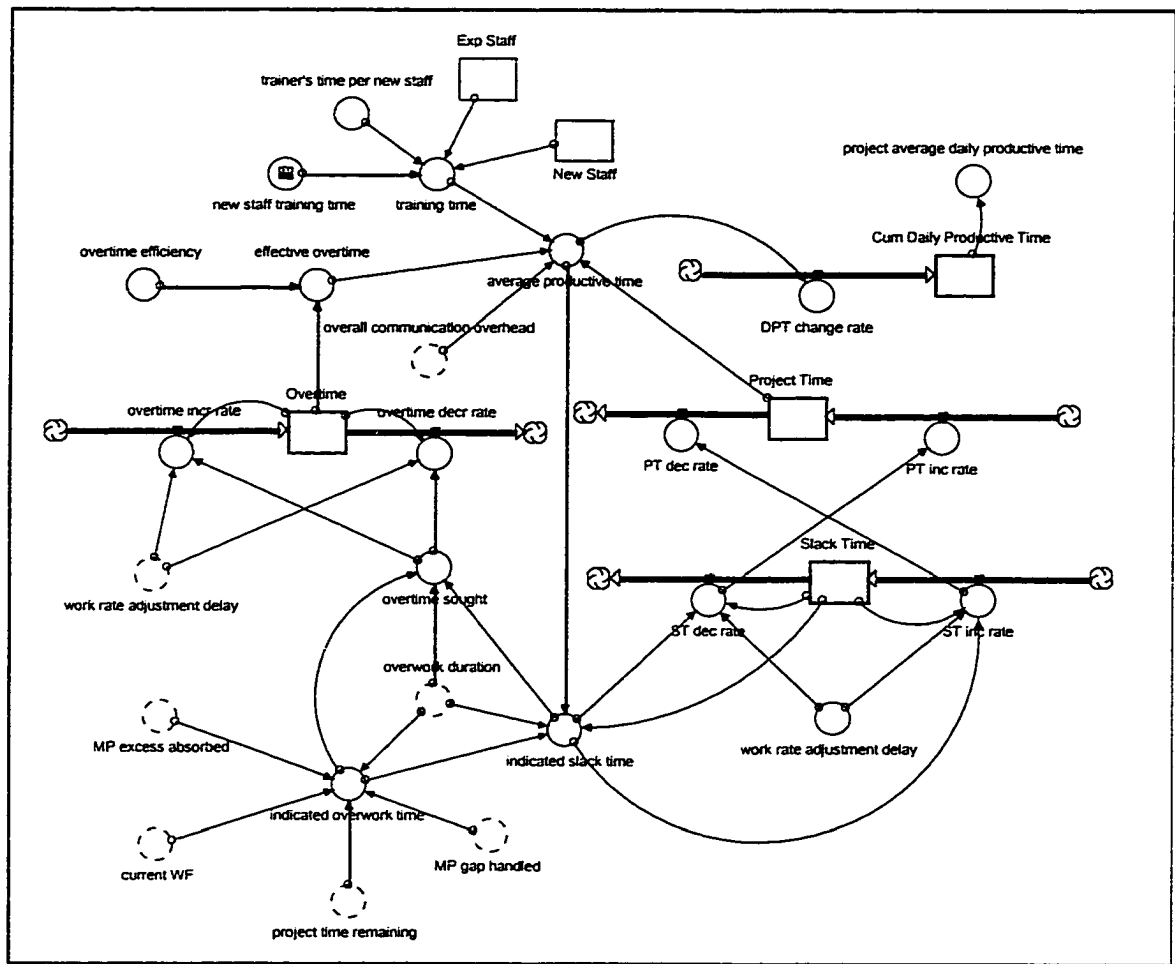 Exp Staff
trainer's time per new staff
New Staff
project average daily productive time
new staff training time
training time
overtime efficiency
effective overtime
Cum Daily Productive Time
average productive time
overall communication overhead
DPT change rate
Overtime
Project Time
overtime incr rate
overtime decr rate
PT dec rate
PT inc rate
Slack Time
work rate adjustment delay
overtime sought
ST dec rate
ST inc rate
overwork duration
MP excess absorbed
indicated slack time
work rate adjustment delay
indicated overwork time
current WF
MP gap handled
project time remaining